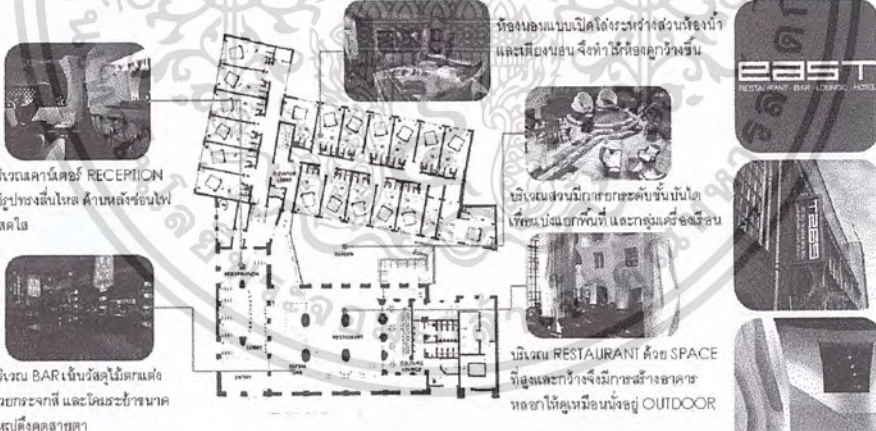 ห้องนอนแบบเปิดโล่งระหว่างส่วนห้องน้ำ
และเตียงนอน จึงทำให้ห้องดูกว้างขึ้น
east
RESTAURANT BAR LOUNGE HOTEL
ริเวณเคาน์เตอร์ RECEPTION
รูปทรงลื่นไหล ด้านหลังซ่อนไฟ
สดใส
บริเวณสวนมีการยกระดับชั้นบันได
เพื่อแบ่งแยกพื้นที่ และกลุ่มเครื่องเรือน
ELEVATOR
LOBBY
GARDEN
REGISTRATION
LOBBY
RESTAURANT
ENTRY
LOUNGE
ริเวณ BAR เน้นวัสดุไม้ตกแต่ง
วยกระจกสี และโคมระย้าขนาด
หญ่ดึงดูดสายตา
บริเวณ RESTAURANT ด้วย SPACE
ที่สูงและกว้างจึงมีการสร้างอาคาร
หลอกให้ดูเหมือนนั่งอยู่ OUTDOOR